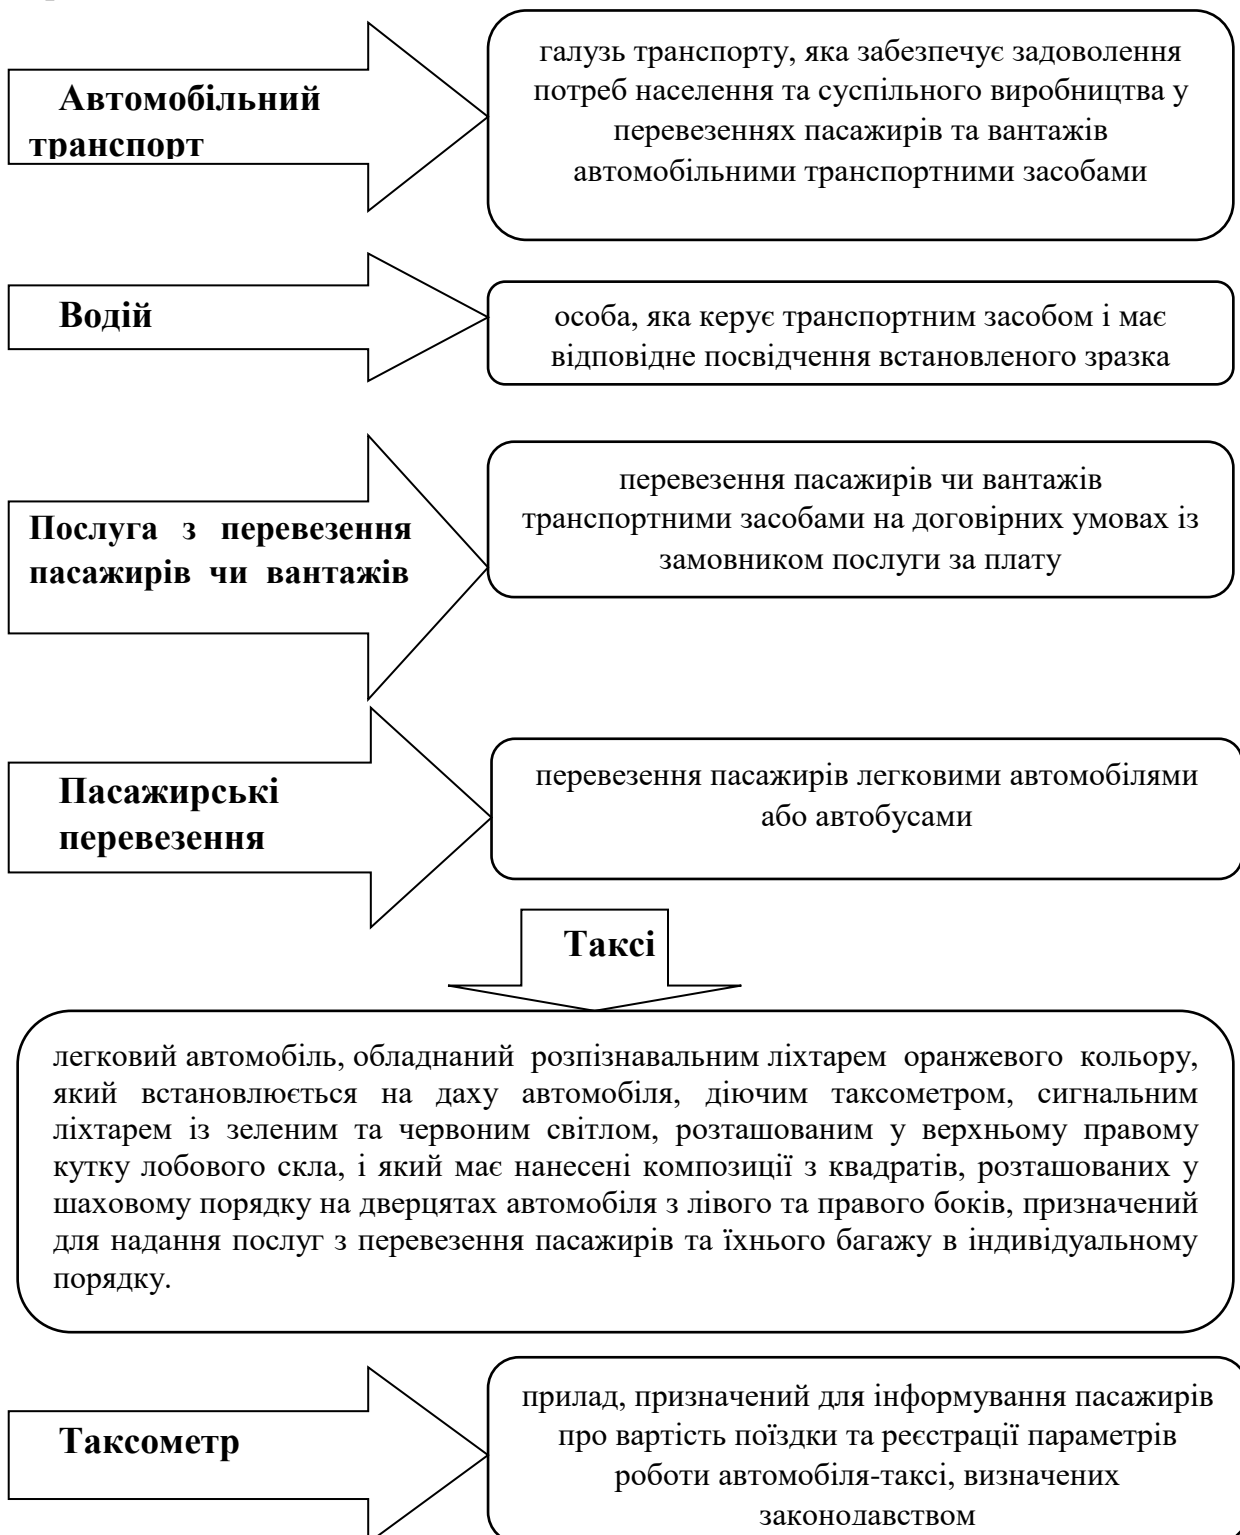 Автомобільний
транспорт
галузь транспорту, яка забезпечує задоволення
потреб населення та суспільного виробництва у
перевезеннях пасажирів та вантажів
автомобільними транспортними засобами
Водій
особа, яка керує транспортним засобом і має
відповідне посвідчення встановленого зразка
Послуга з перевезення
пасажирів чи вантажів
перевезення пасажирів чи вантажів
транспортними засобами на договірних умовах із
замовником послуги за плату
Пасажирські
перевезення
перевезення пасажирів легковими автомобілями
або автобусами
Таксі
легковий автомобіль, обладнаний розпізнавальним ліхтарем оранжевого кольору,
який встановлюється на даху автомобіля, діючим таксометром, сигнальним
ліхтарем із зеленим та червоним світлом, розташованим у верхньому правому
кутку лобового скла, і який має нанесені композиції з квадратів, розташованих у
шаховому порядку на дверцятах автомобіля з лівого та правого боків, призначений
для надання послуг з перевезення пасажирів та їхнього багажу в індивідуальному
порядку.
Таксометр
прилад, призначений для інформування пасажирів
про вартість поїздки та реєстрації параметрів
роботи автомобіля-таксі, визначених
законодавством